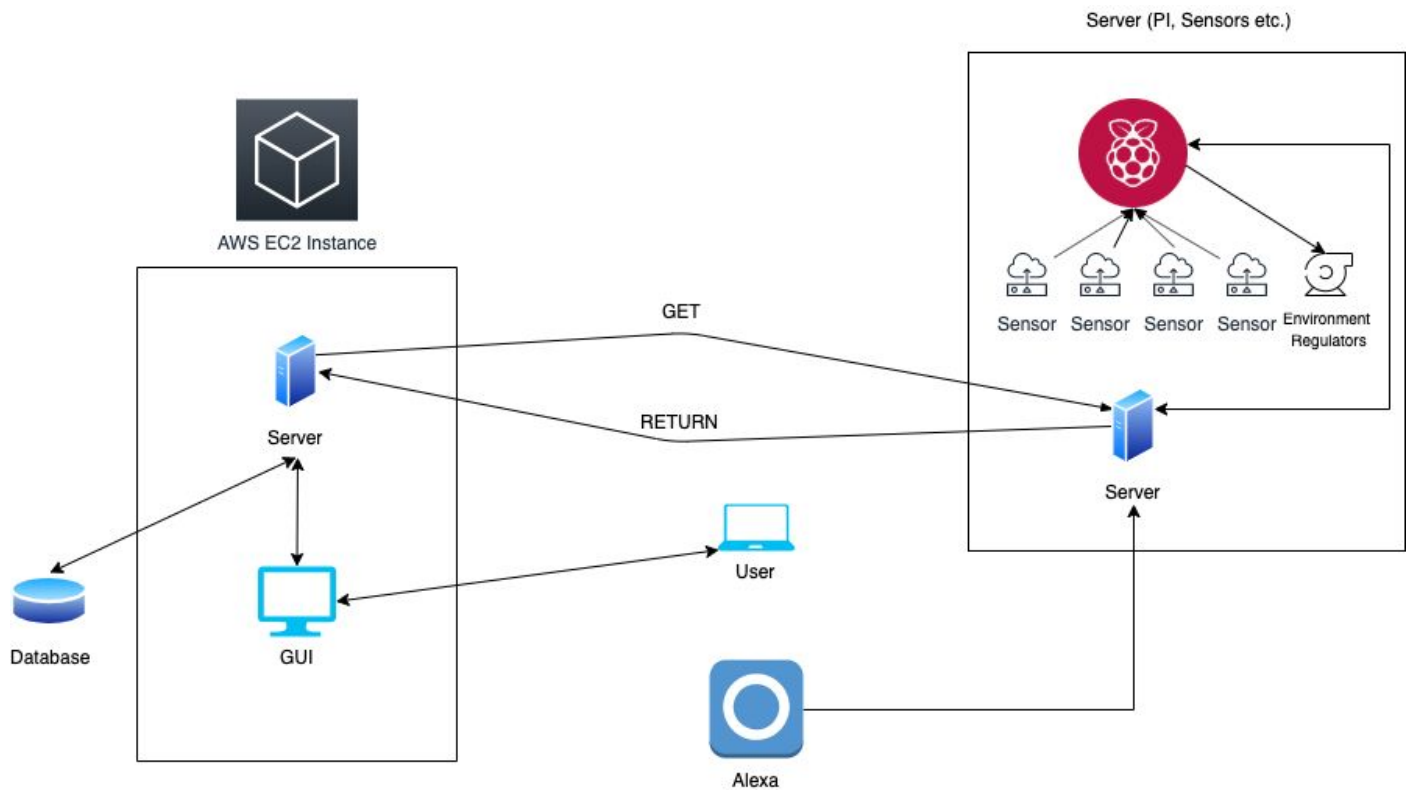 Server (PI, Sensors etc.)
AWS EC2 Instance
GET
Sensor
Sensor
Sensor
Sensor
Environment
Regulators
RETURN
Server
Server
User
Database
GUI
Alexa